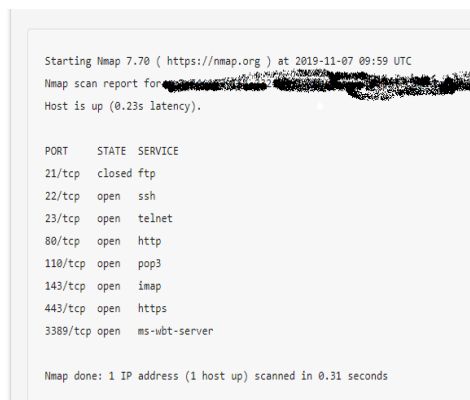 Starting Nmap 7.70 ( https://nmap.org ) at 2019-11-07 09:59 UTC
Nmap scan report for
Host is up (0.23s latency).
PORT STATE SERVICE
21/tcp closed ftp
22/tcp open ssh
23/tcp open telnet
80/tcp open http
110/tcp open pop3
143/tcp open imap
443/tcp open https
3389/tcp open ms-wbt-server
Nmap done: 1 IP address (1 host up) scanned in 0.31 seconds